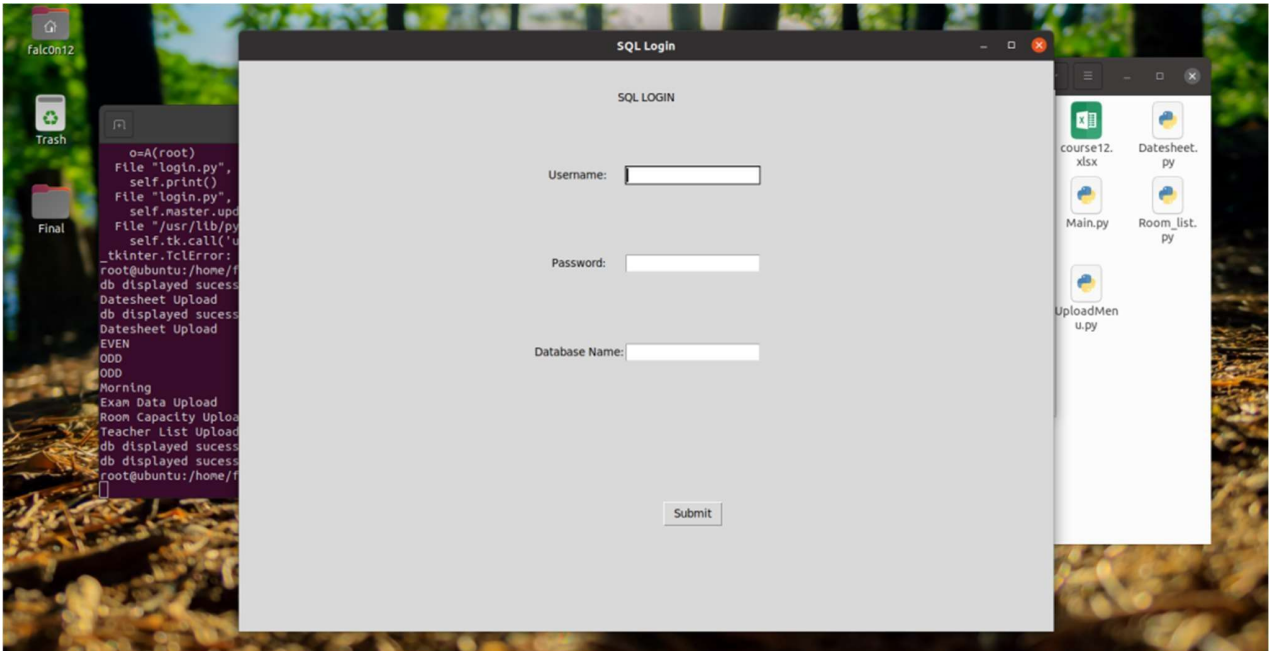 falc0n12
Trash
Final
o=A(root)
File "login.py",
self.print()
File "login.py",
self.master.upd
File "/usr/lib/py
self.tk.call('u
_tkinter.TclError:
root@ubuntu:/home/f
db displayed sucess
Datesheet Upload
db displayed sucess
Datesheet Upload
EVEN
ODD
ODD
Morning
Exam Data Upload
Room Capacity Uploa
Teacher List Upload
db displayed sucess
db displayed sucess
root@ubuntu:/home/f
SQL Login
SQL LOGIN
Username:
Password:
Database Name:
Submit
course12.
xlsx
Datesheet.
py
Main.py
Room_list.
py
UploadMen
u.py